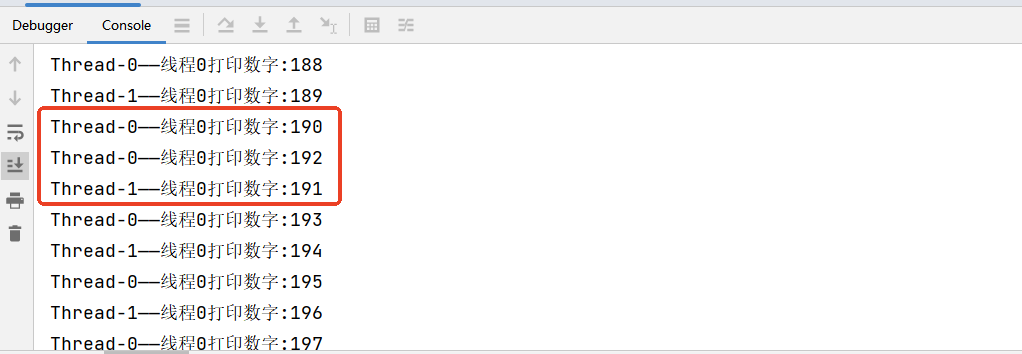 Debugger Console
Thread-0——线程0打印数字:188
Thread-1——线程0打印数字:189
Thread-0——线程0打印数字:190
Thread-0——线程0打印数字:192
Thread-1——线程0打印数字:191
Thread-0——线程0打印数字:193
Thread-1——线程0打印数字:194
Thread-0——线程0打印数字:195
Thread-1——线程0打印数字:196
Thread-0——线程0打印数字:197